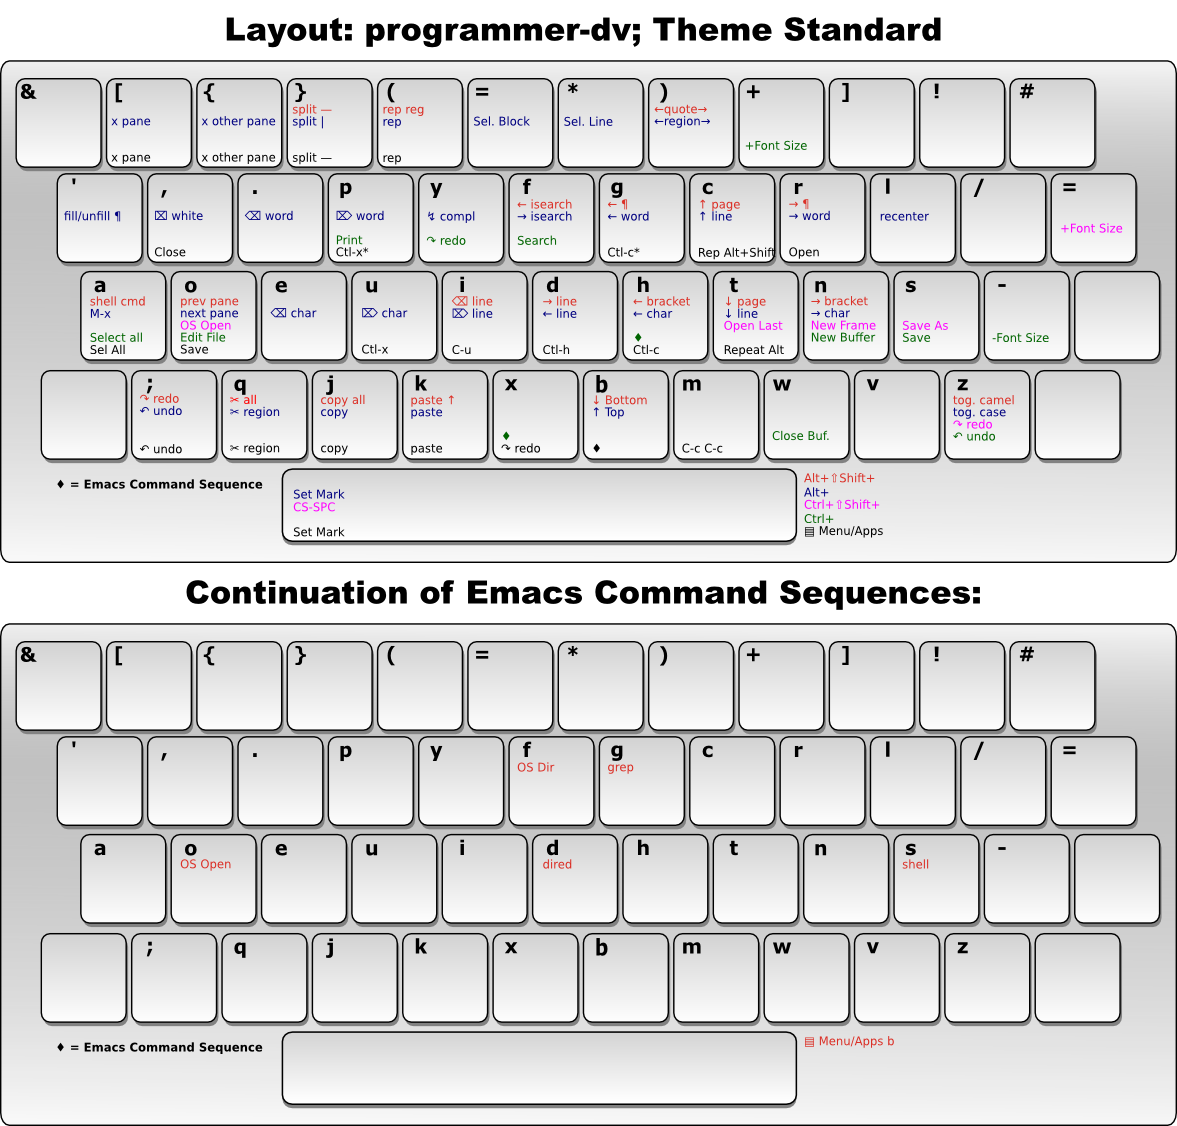 Layout: programmer-dv; Theme Standard
& [ { } ( = * ) + ] ! #
split — rep reg ←quote→
x pane x other pane split | rep Sel. Block Sel. Line ←region→
+Font Size
x pane x other pane split — rep
' , . p y f g c r l / =
← isearch ← ¶ ↑ page → ¶
fill/unfill ¶ ⌧ white ⌫ word ⌦ word ↯ compl → isearch ← word ↑ line → word recenter
+Font Size
Print ↷ redo Search
Close Ctl-x* Ctl-c* Rep Alt+Shift Open
a o e u i d h t n s -
shell cmd prev pane ⌫ line → line ← bracket ↓ page → bracket
M-x next pane ⌫ char ⌦ char ⌦ line ← line ← char ↓ line → char
OS Open Open Last New Frame Save As
Select all Edit File ♦ New Buffer Save -Font Size
Sel All Save Ctl-x C-u Ctl-h Ctl-c Repeat Alt
; q j k x b m w v z
↷ redo ✂ all copy all paste ↑ ↓ Bottom tog. camel
↶ undo ✂ region copy paste ↑ Top tog. case
↷ redo
♦ Close Buf. ↶ undo
↶ undo ✂ region copy paste ↷ redo ♦ C-c C-c
♦ = Emacs Command Sequence
Set Mark
CS-SPC
Set Mark
Alt+⇧Shift+
Alt+
Ctrl+⇧Shift+
Ctrl+
▤ Menu/Apps
Continuation of Emacs Command Sequences:
& [ { } ( = * ) + ] ! #
' , . p y f g c r l / =
OS Dir grep
a o e u i d h t n s -
OS Open dired shell
; q j k x b m w v z
♦ = Emacs Command Sequence
▤ Menu/Apps b